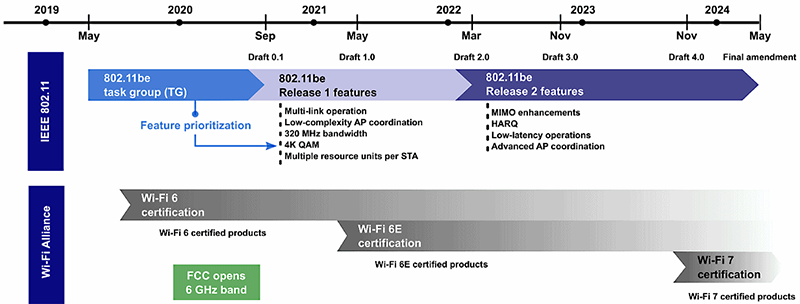 2019 2020 2021 2022 2023 2024
May Sep May Mar Nov Nov May
Draft 0.1 Draft 1.0 Draft 2.0 Draft 3.0 Draft 4.0 Final amendment
IEEE 802.11
802.11be
task group (TG)
802.11be
Release 1 features
802.11be
Release 2 features
Feature prioritization
Multi-link operation
Low-complexity AP coordination
320 MHz bandwidth
4K QAM
Multiple resource units per STA
MIMO enhancements
HARQ
Low-latency operations
Advanced AP coordination
Wi-Fi Alliance
Wi-Fi 6
certification
Wi-Fi 6 certified products
Wi-Fi 6E
certification
Wi-Fi 6E certified products
FCC opens
6 GHz band
Wi-Fi 7
certification
Wi-Fi 7 certified products